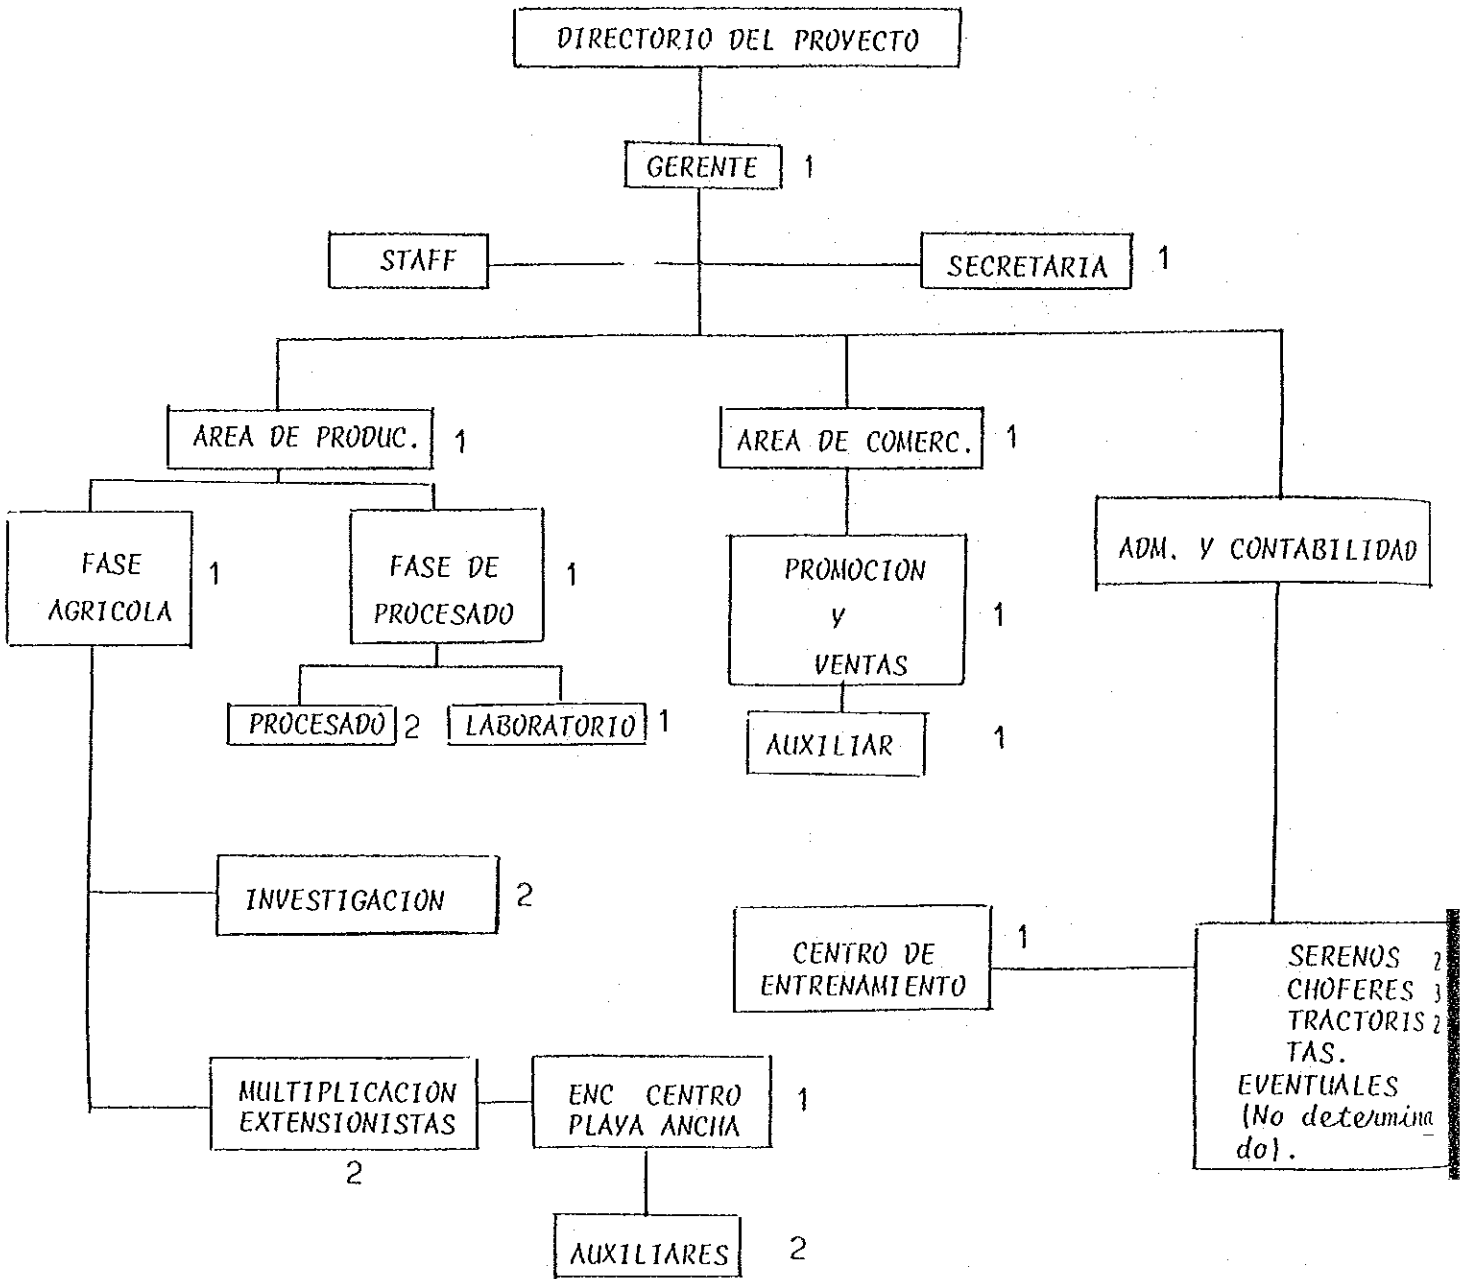 DIRECTORIO DEL PROYECTO
GERENTE 1
STAFF
SECRETARIA 1
AREA DE PRODUC. 1
AREA DE COMERC. 1
FASE
AGRICOLA
1
FASE DE
PROCESADO
1
PROMOCION
Y
VENTAS
1
ADM. Y CONTABILIDAD
PROCESADO 2
LABORATORIO 1
AUXILIAR 1
INVESTIGACION 2
CENTRO DE
ENTRENAMIENTO
1
SERENOS 2
CHOFERES 3
TRACTORIS 2
TAS.
EVENTUALES
(No determina
do).
MULTIPLICACION
EXTENSIONISTAS
2
ENC CENTRO
PLAYA ANCHA
1
AUXILIARES 2